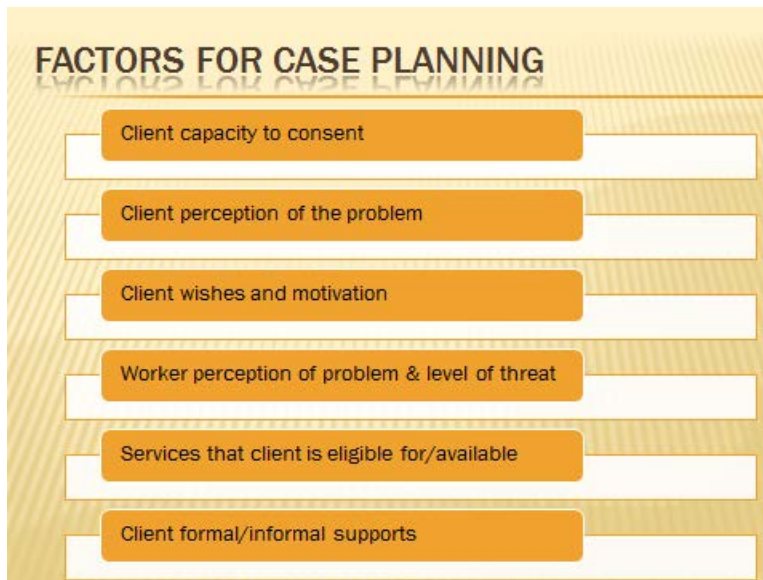 FACTORS FOR CASE PLANNING
Client capacity to consent
Client perception of the problem
Client wishes and motivation
Worker perception of problem & level of threat
Services that client is eligible for/available
Client formal/informal supports